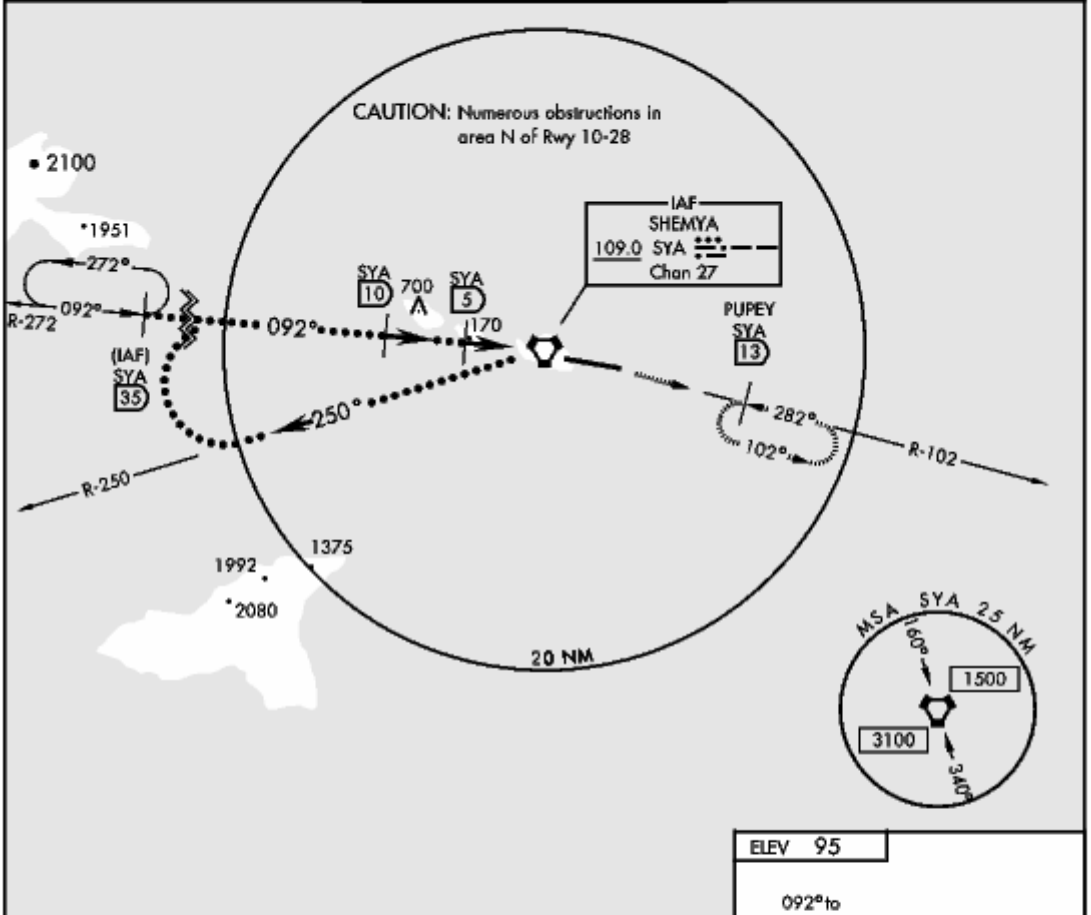 CAUTION: Numerous obstructions in
area N of Rwy 10-28
2100
1951
IAF
SHEMYA
109.0 SYA
Chan 27
272°
092°
R-272
(IAF)
SYA
35
092°
SYA
10
700
SYA
5
170
PUPEY
SYA
13
282°
102°
R-102
250°
R-250
1375
1992
2080
20 NM
MSA SYA 25 NM
160°
1500
3100
340°
ELEV 95
092° to